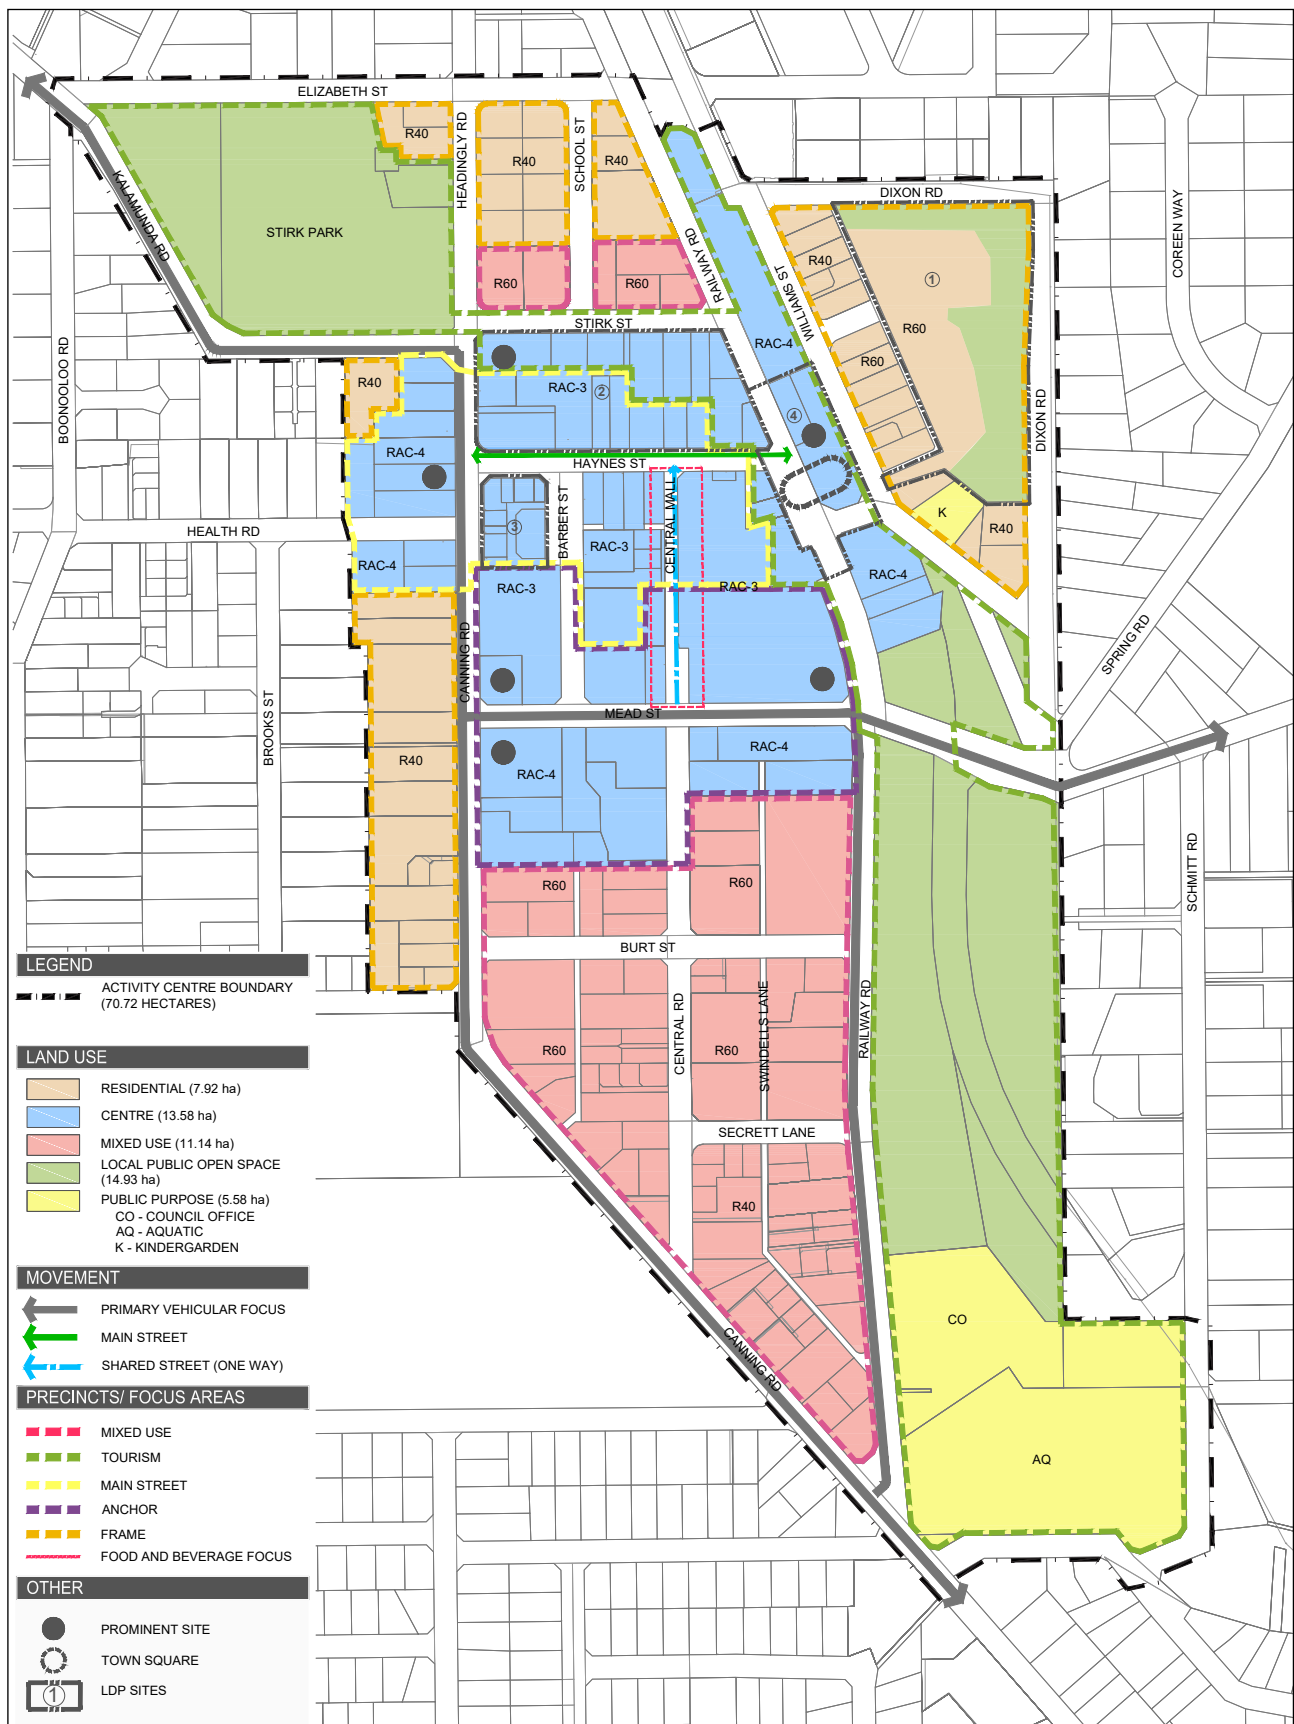 ELIZABETH ST
HEADINGLY RD
SCHOOL ST
R40
R40
R40
KALAMUNDA RD
STIRK PARK
RAILWAY RD
DIXON RD
COREEN WAY
R60
R60
R40
1
WILLIAMS ST
R60
STIRK ST
RAC-4
R60
BOONOOLOO RD
R40
RAC-3
2
4
DIXON RD
RAC-4
HAYNES ST
CENTRAL MALL
HEALTH RD
3
BARBER ST
K
R40
RAC-3
RAC-4
RAC-4
RAC-3
RAC-3
CANNING RD
SPRING RD
BROOKS ST
MEAD ST
R40
RAC-4
RAC-4
SCHMITT RD
R60
R60
BURT ST
CENTRAL RD
SWINDELLS LANE
RAILWAY RD
R60
R60
SECRETT LANE
R40
CANNING RD
CO
AQ
LEGEND
ACTIVITY CENTRE BOUNDARY
(70.72 HECTARES)
LAND USE
RESIDENTIAL (7.92 ha)
CENTRE (13.58 ha)
MIXED USE (11.14 ha)
LOCAL PUBLIC OPEN SPACE
(14.93 ha)
PUBLIC PURPOSE (5.58 ha)
CO - COUNCIL OFFICE
AQ - AQUATIC
K - KINDERGARDEN
MOVEMENT
PRIMARY VEHICULAR FOCUS
MAIN STREET
SHARED STREET (ONE WAY)
PRECINCTS/ FOCUS AREAS
MIXED USE
TOURISM
MAIN STREET
ANCHOR
FRAME
FOOD AND BEVERAGE FOCUS
OTHER
PROMINENT SITE
TOWN SQUARE
1
LDP SITES